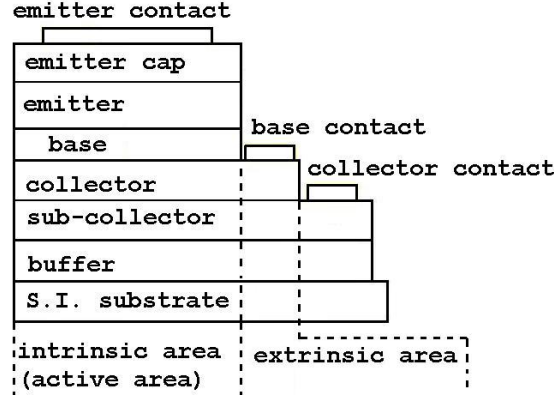 emitter contact
emitter cap
emitter
base
base contact
collector
collector contact
sub-collector
buffer
S.I. substrate
intrinsic area
(active area)
extrinsic area